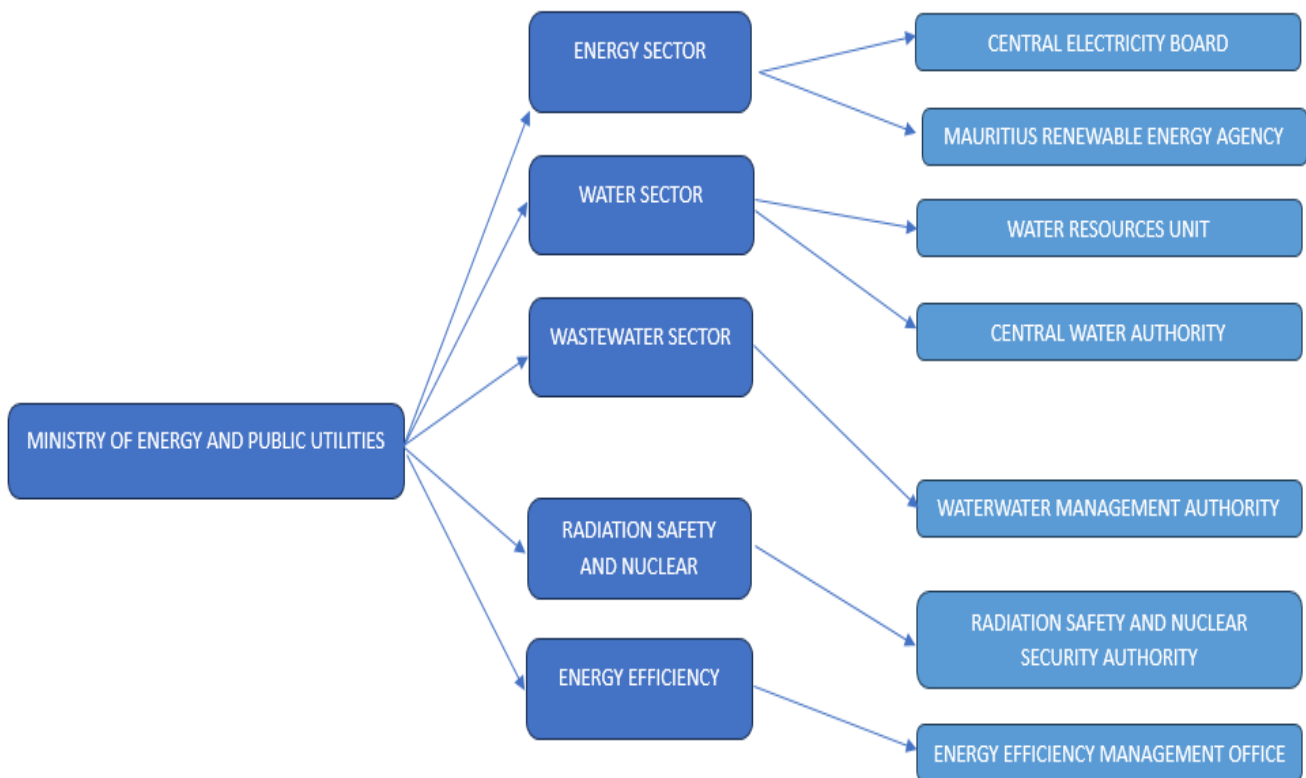 ENERGY SECTOR
CENTRAL ELECTRICITY BOARD
MAURITIUS RENEWABLE ENERGY AGENCY
WATER SECTOR
WATER RESOURCES UNIT
CENTRAL WATER AUTHORITY
WASTEWATER SECTOR
MINISTRY OF ENERGY AND PUBLIC UTILITIES
WATERWATER MANAGEMENT AUTHORITY
RADIATION SAFETY
AND NUCLEAR
RADIATION SAFETY AND NUCLEAR
SECURITY AUTHORITY
ENERGY EFFICIENCY
ENERGY EFFICIENCY MANAGEMENT OFFICE